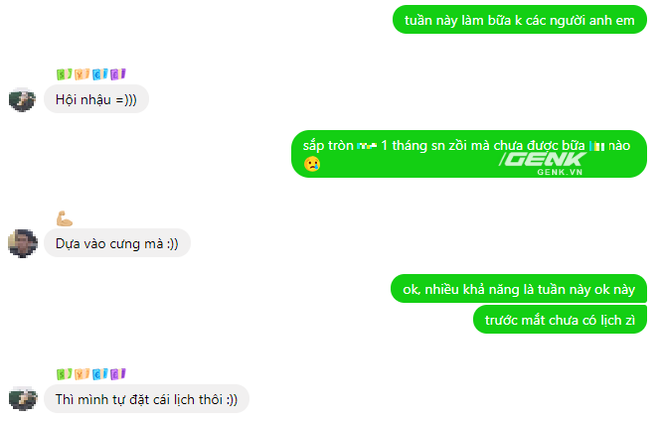 tuần này làm bữa k các người anh em
Hội nhậu =)))
sắp tròn 1 tháng sn zồi mà chưa được bữa nào
GENK
GENK.VN
Dựa vào cưng mà :))
ok, nhiều khả năng là tuần này ok này
trước mắt chưa có lịch zì
Thì mình tự đặt cái lịch thôi :))